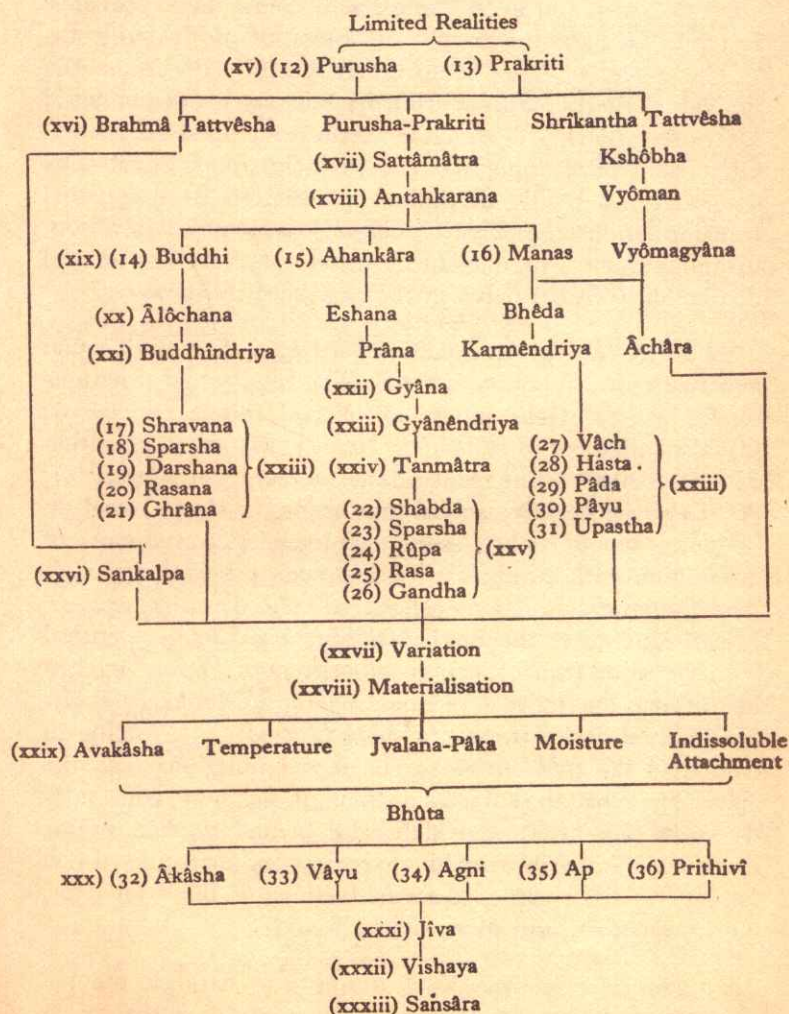 Limited Realities
(xv) (12) Purusha (13) Prakriti
(xvi) Brahmâ Tattvêsha Purusha-Prakriti Shrîkantha Tattvêsha
(xvii) Sattâmâtra Kshôbha
(xviii) Antahkarana Vyôman
(xix) (14) Buddhi (15) Ahankâra (16) Manas Vyômagyâna
(xx) Âlôchana Eshana Bhêda
(xxi) Buddhîndriya Prâna Karmêndriya Âchâra
(xxii) Gyâna
(17) Shravana
(18) Sparsha
(19) Darshana
(20) Rasana
(21) Ghrâna
(xxiii)
(xxiii) Gyânêndriya
(xxiv) Tanmâtra
(22) Shabda
(23) Sparsha
(24) Rûpa
(25) Rasa
(26) Gandha
(xxv)
(27) Vâch
(28) Hasta.
(29) Pâda
(30) Pâyu
(31) Upastha
(xxiii)
(xxvi) Sankalpa
(xxvii) Variation
(xxviii) Materialisation
(xxix) Avakâsha Temperature Jvalana-Pâka Moisture Indissoluble
Attachment
Bhûta
xxx) (32) Âkâsha (33) Vâyu (34) Agni (35) Ap (36) Prithivî
(xxxi) Jîva
(xxxii) Vishaya
(xxxiii) Saṅsâra